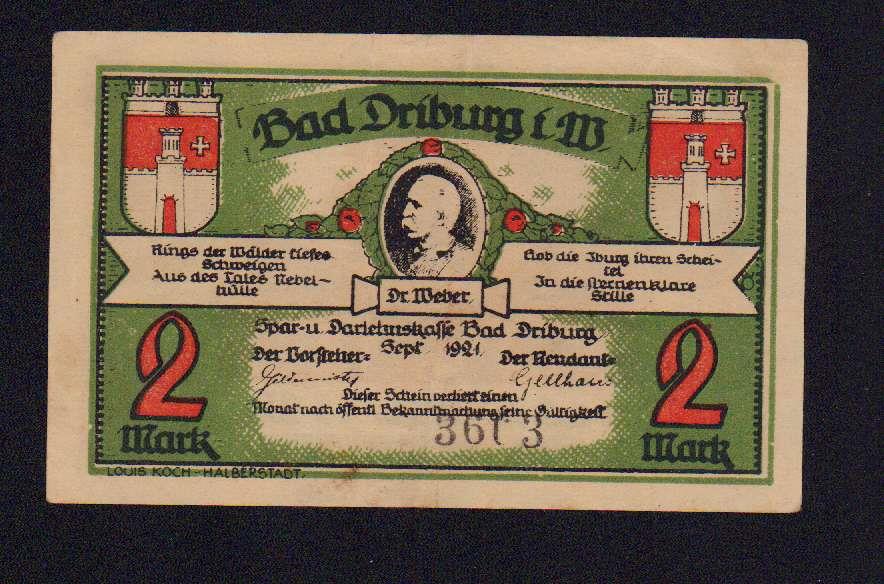 Bad Driburg i. W
Rings der Wälder tiefes
Schweigen
Aus des Tales Nebel-
hülle
Hob die Iburg ihren Schei-
tel
In die sternenklare
Stille
Dr. Weber.
Spar- u. Darlehnskasse Bad Driburg
Sept. 1921
Der Vorsteher:
Der Rendant:
Dieser Schein verliert einen
Monat nach öffentl Bekanntmachung seine Gültigkeit
2
Mark
2
Mark
LOUIS KOCH - HALBERSTADT.